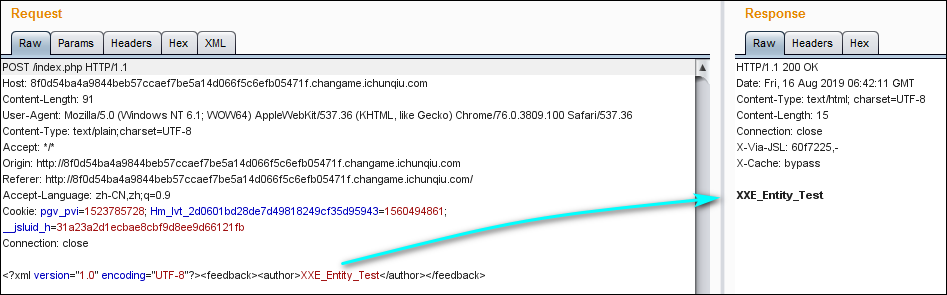 Request
Raw Params Headers Hex XML
POST /index.php HTTP/1.1
Host: 8f0d54ba4a9844beb57ccaef7be5a14d066f5c6efb05471f.changame.ichunqiu.com
Content-Length: 91
User-Agent: Mozilla/5.0 (Windows NT 6.1; WOW64) AppleWebKit/537.36 (KHTML, like Gecko) Chrome/76.0.3809.100 Safari/537.36
Content-Type: text/plain;charset=UTF-8
Accept: */*
Origin: http://8f0d54ba4a9844beb57ccaef7be5a14d066f5c6efb05471f.changame.ichunqiu.com
Referer: http://8f0d54ba4a9844beb57ccaef7be5a14d066f5c6efb05471f.changame.ichunqiu.com/
Accept-Language: zh-CN,zh;q=0.9
Cookie: pgv_pvi=1523785728; Hm_lvt_2d0601bd28de7d49818249cf35d95943=1560494861;
__jsluid_h=31a23a2d1ecbae8cbf9d8ee9d66121fb
Connection: close
<?xml version="1.0" encoding="UTF-8"?><feedback><author>XXE_Entity_Test</author></feedback>
Response
Raw Headers Hex
HTTP/1.1 200 OK
Date: Fri, 16 Aug 2019 06:42:11 GMT
Content-Type: text/html; charset=UTF-8
Content-Length: 15
Connection: close
X-Via-JSL: 60f7225,-
X-Cache: bypass
XXE_Entity_Test